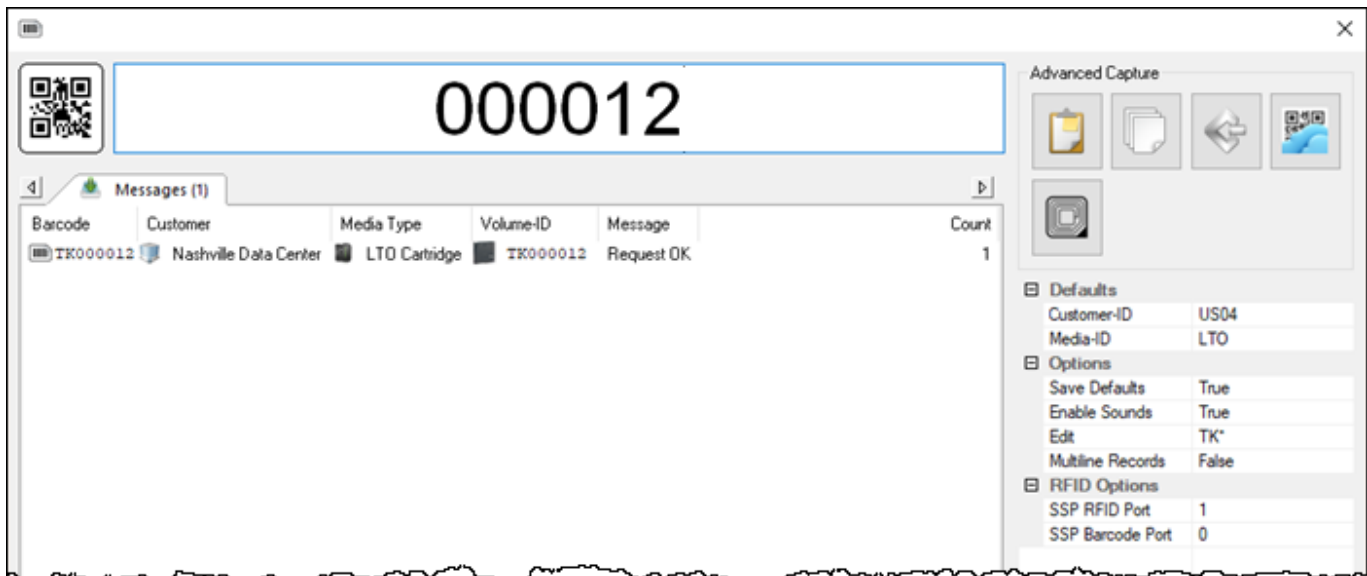 000012
Advanced Capture
Messages (1)
Barcode Customer Media Type Volume-ID Message Count
TK000012 Nashville Data Center LTO Cartridge TK000012 Request OK 1
Defaults
Customer-ID US04
Media-ID LTO
Options
Save Defaults True
Enable Sounds True
Edit TK*
Multiline Records False
RFID Options
SSP RFID Port 1
SSP Barcode Port 0